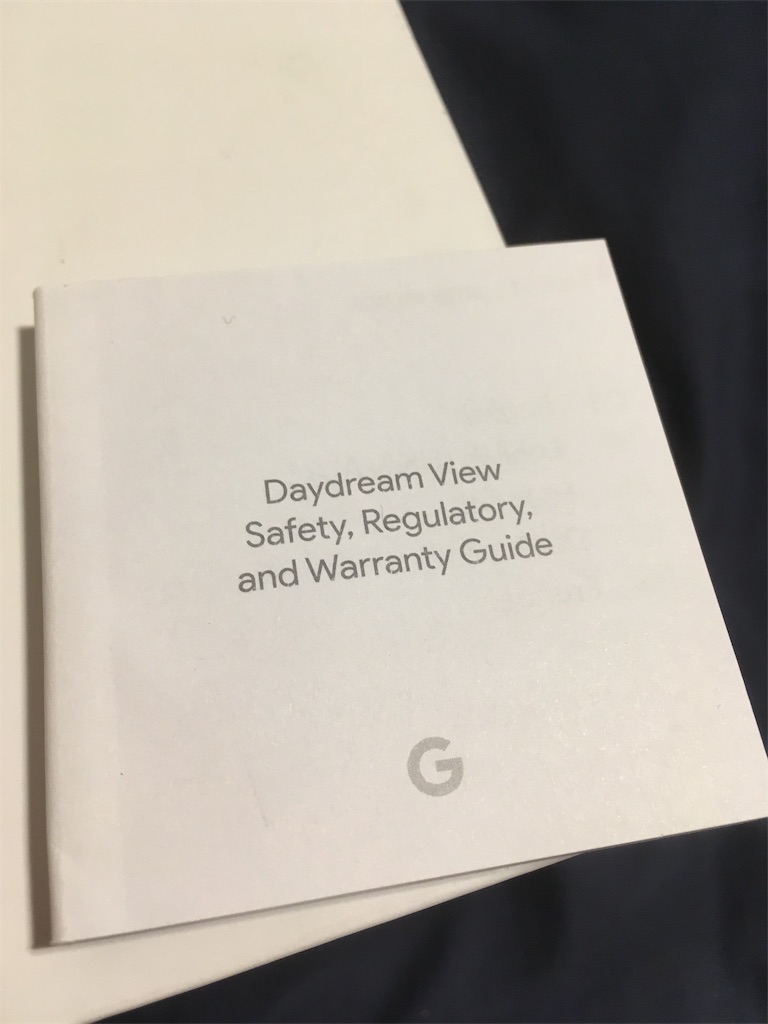 Daydream View
Safety, Regulatory,
and Warranty Guide
G